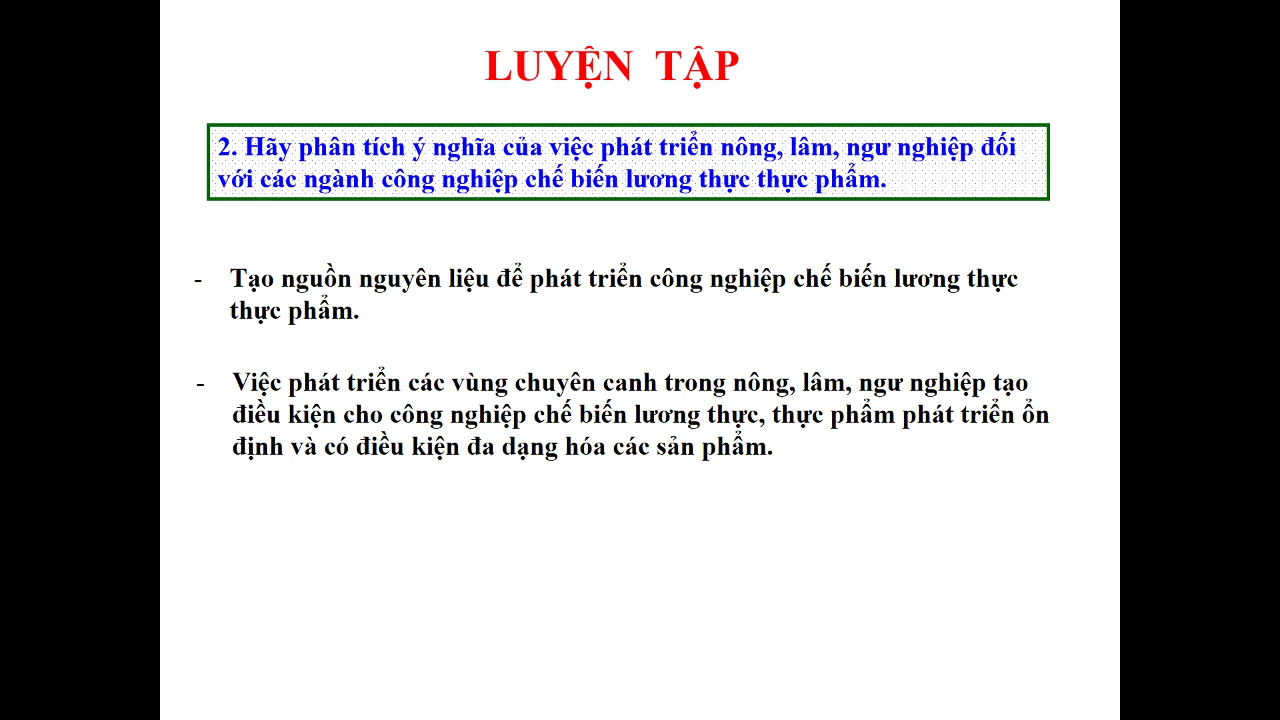 LUYỆN TẬP
2. Hãy phân tích ý nghĩa của việc phát triển nông, lâm, ngư nghiệp đối
với các ngành công nghiệp chế biến lương thực thực phẩm.
- Tạo nguồn nguyên liệu để phát triển công nghiệp chế biến lương thực
thực phẩm.
- Việc phát triển các vùng chuyên canh trong nông, lâm, ngư nghiệp tạo
điều kiện cho công nghiệp chế biến lương thực, thực phẩm phát triển ổn
định và có điều kiện đa dạng hóa các sản phẩm.